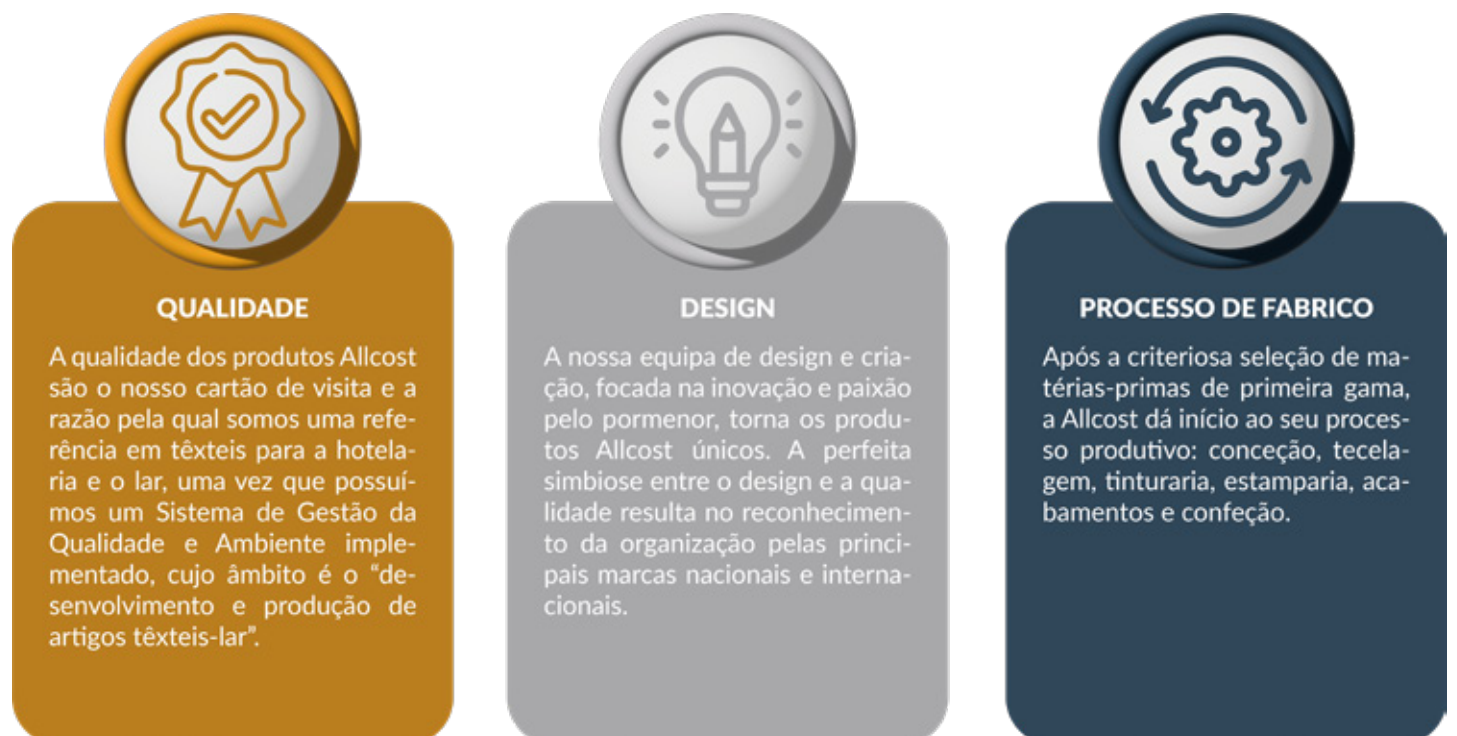 QUALIDADE
A qualidade dos produtos Allcost
são o nosso cartão de visita e a
razão pela qual somos uma refe-
rência em têxteis para a hotela-
ria e o lar, uma vez que possuí-
mos um Sistema de Gestão da
Qualidade e Ambiente imple-
mentado, cujo âmbito é o “de-
senvolvimento e produção de
artigos têxteis-lar”.
DESIGN
A nossa equipa de design e cria-
ção, focada na inovação e paixão
pelo pormenor, torna os produ-
tos Allcost únicos. A perfeita
simbiose entre o design e a qua-
lidade resulta no reconhecimen-
to da organização pelas princi-
pais marcas nacionais e interna-
cionais.
PROCESSO DE FABRICO
Após a criteriosa seleção de ma-
térias-primas de primeira gama,
a Allcost dá início ao seu proces-
so produtivo: conceção, tecela-
gem, tinturaria, estamparia, aca-
bamentos e confeção.